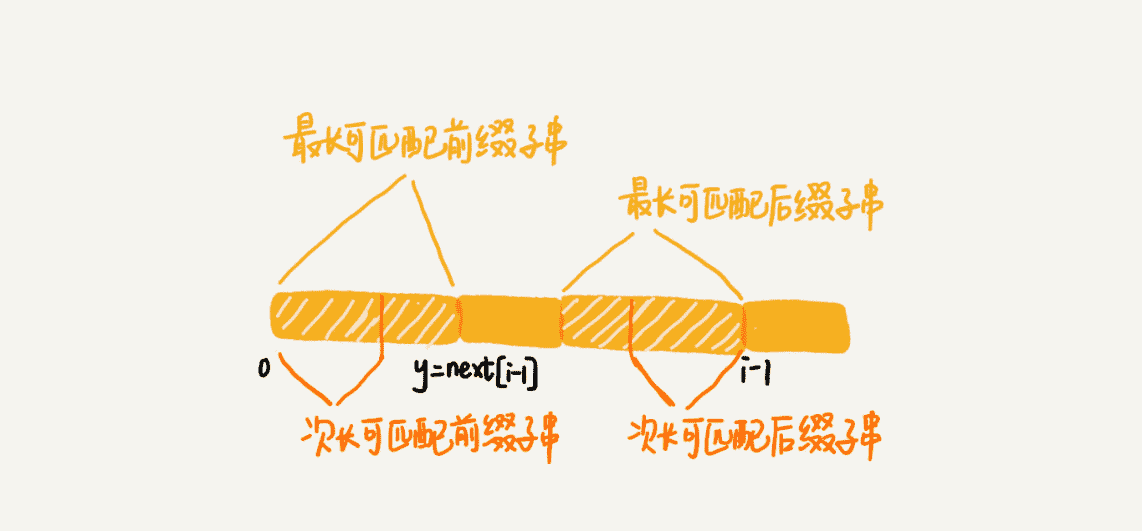 最长可匹配前缀子串
最长可匹配后缀子串
0
y=next[i-1]
i-1
次长可匹配前缀子串
次长可匹配后缀子串